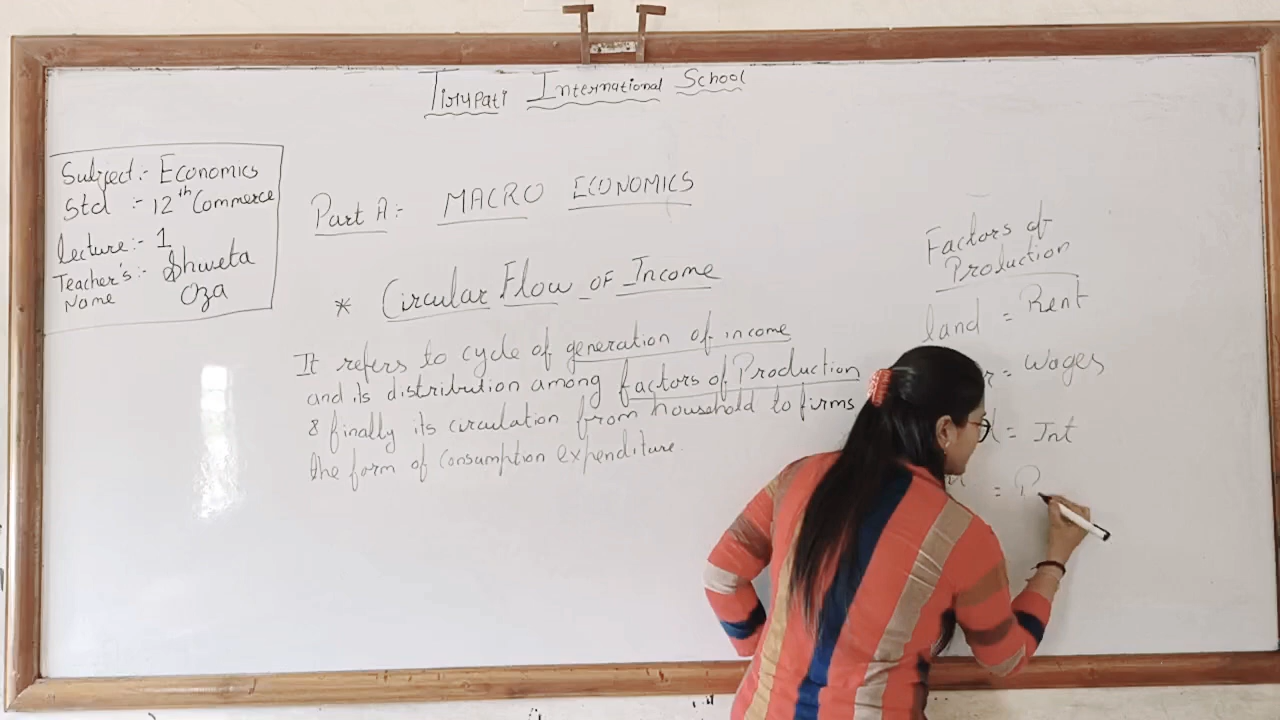 Tirupati International School
Subject:- Economics
Std :- 12th Commerce
Lecture:- 1
Teacher's:- Shweta
Name Oza
Part A:- MACRO ECONOMICS
* Circular Flow of Income
It refers to cycle of generation of income
and its distribution among factors of Production
& finally its circulation from household to firms
the form of Consumption expenditure.
Factors of
Production
land = Rent
= Wages
= Int
=